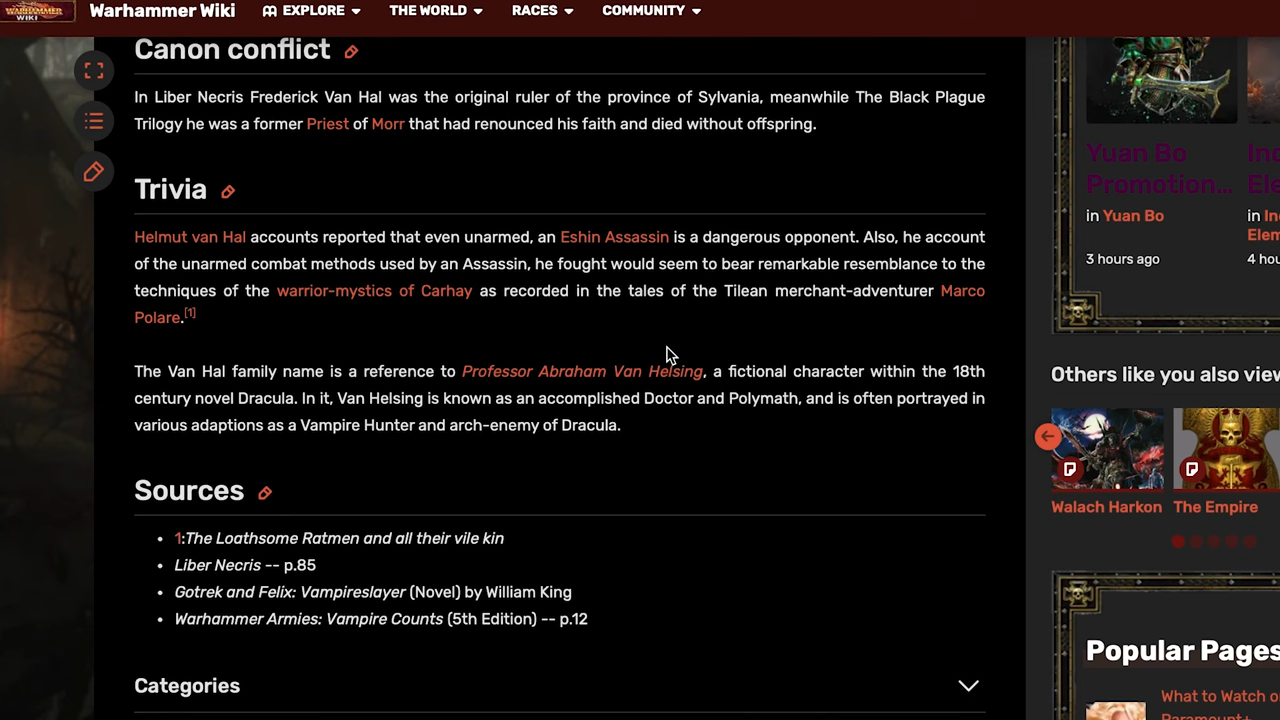 WARHAMMER
WIKI
Warhammer Wiki
EXPLORE
THE WORLD
RACES
COMMUNITY
Canon conflict
In Liber Necris Frederick Van Hal was the original ruler of the province of Sylvania, meanwhile The Black Plague
Trilogy he was a former Priest of Morr that had renounced his faith and died without offspring.
Trivia
Helmut van Hal accounts reported that even unarmed, an Eshin Assassin is a dangerous opponent. Also, he account
of the unarmed combat methods used by an Assassin, he fought would seem to bear remarkable resemblance to the
techniques of the warrior-mystics of Carhay as recorded in the tales of the Tilean merchant-adventurer Marco
Polare.[1]
The Van Hal family name is a reference to Professor Abraham Van Helsing, a fictional character within the 18th
century novel Dracula. In it, Van Helsing is known as an accomplished Doctor and Polymath, and is often portrayed in
various adaptions as a Vampire Hunter and arch-enemy of Dracula.
Sources
• 1:The Loathsome Ratmen and all their vile kin
• Liber Necris -- p.85
• Gotrek and Felix: Vampireslayer (Novel) by William King
• Warhammer Armies: Vampire Counts (5th Edition) -- p.12
Categories
Yuan Bo
Promotion...
in Yuan Bo
3 hours ago
in
4 hou
Others like you also view
Walach Harkon
The Empire
Popular Pages
What to Watch o
Paramount+